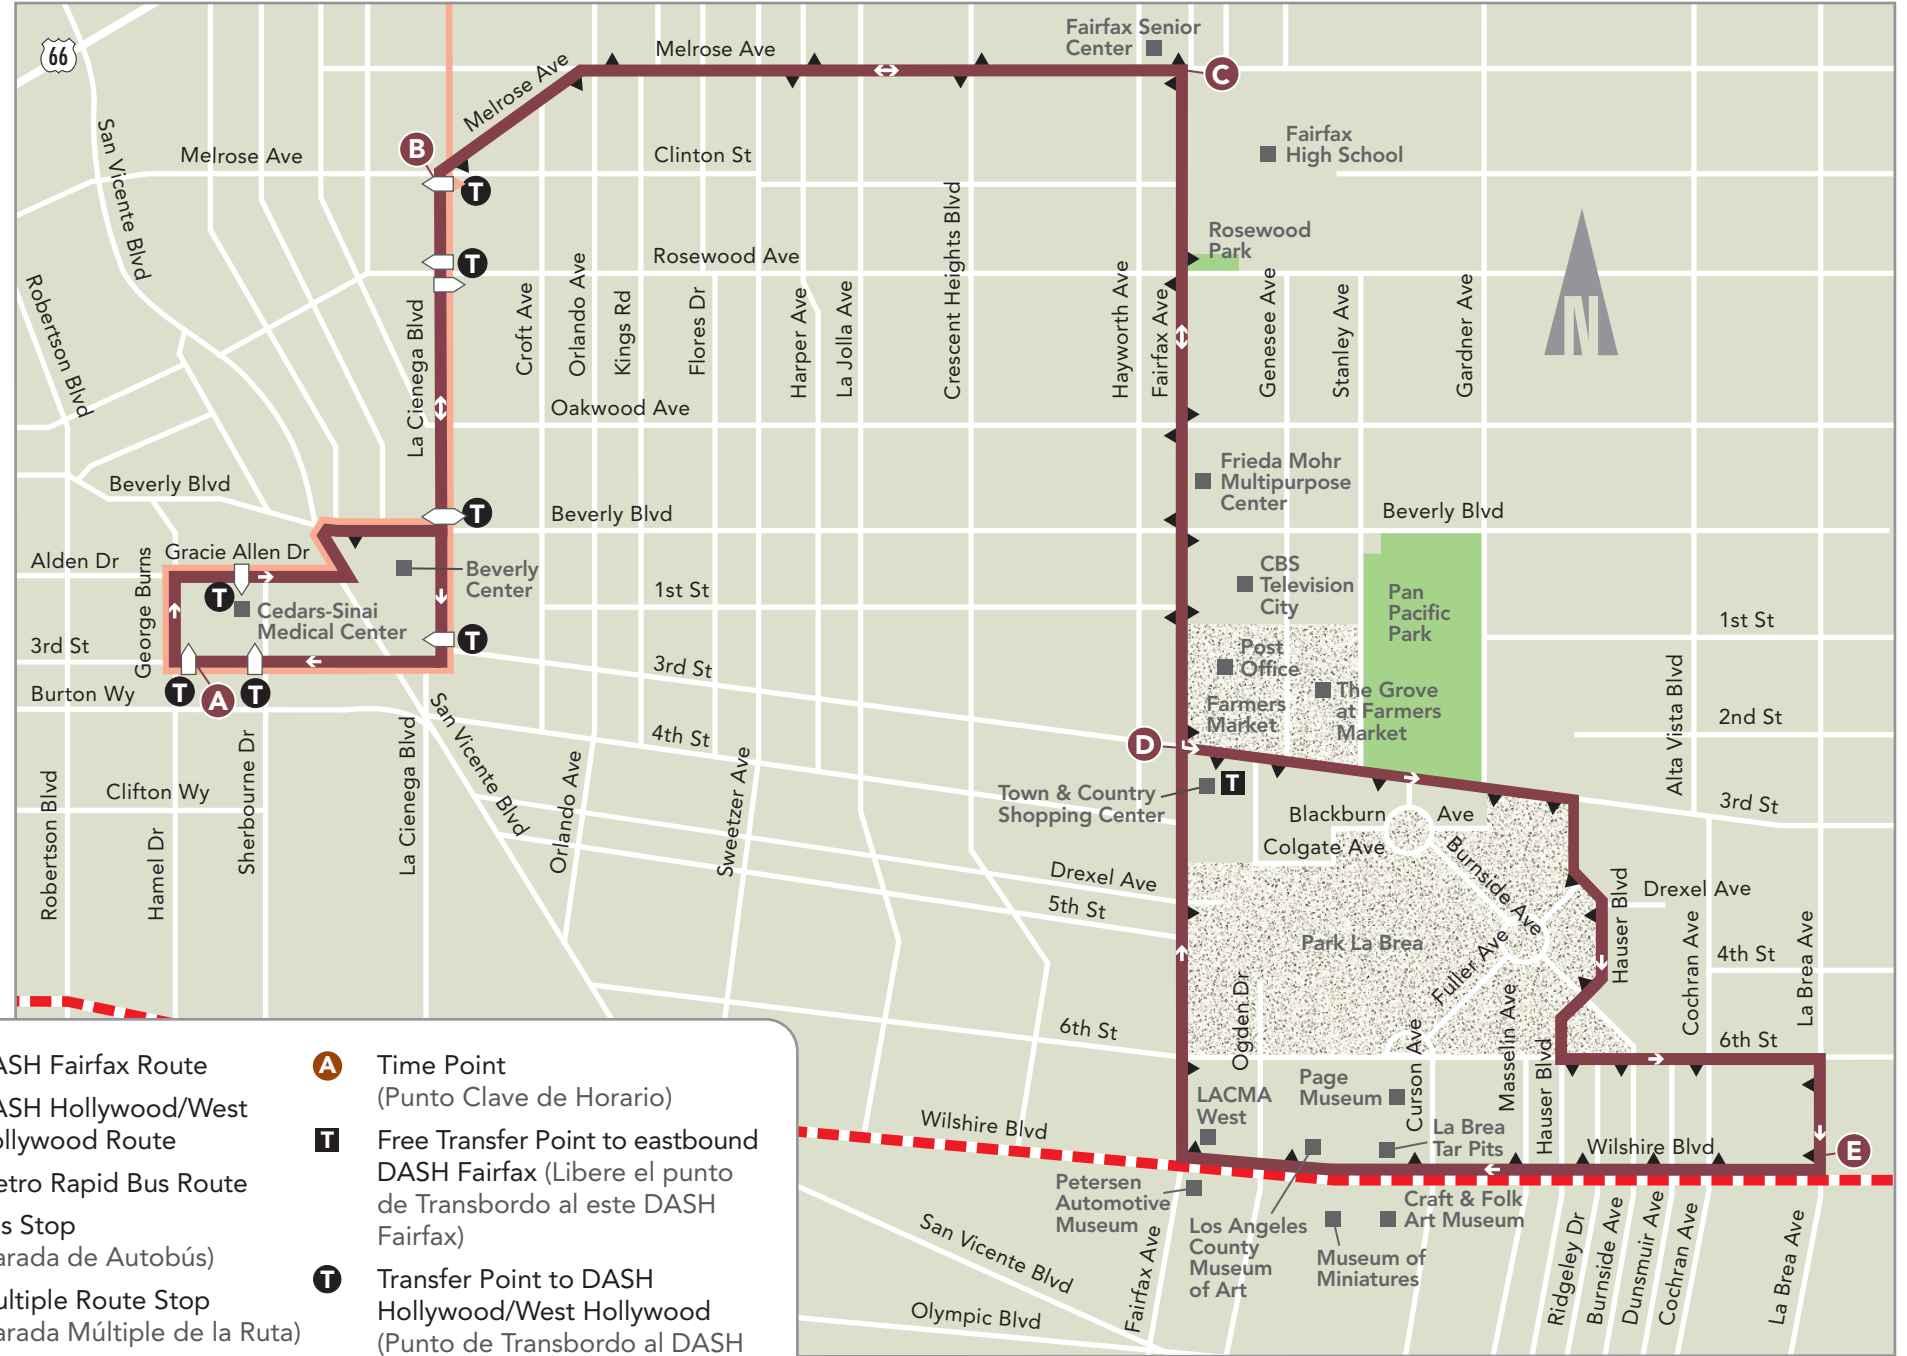 66
Melrose Ave
Fairfax Senior
Center
C
Melrose Ave
San Vicente Blvd
Melrose Ave
B
T
Clinton St
Fairfax
High School
Rosewood
Park
Rosewood Ave
T
N
Robertson Blvd
La Cienega Blvd
Croft Ave
Orlando Ave
Kings Rd
Flores Dr
Harper Ave
La Jolla Ave
Crescent Heights Blvd
Hayworth Ave
Fairfax Ave
Genesee Ave
Stanley Ave
Gardner Ave
Oakwood Ave
Frieda Mohr
Multipurpose
Center
Beverly Blvd
T
Beverly Blvd
Beverly Blvd
Alden Dr
Gracie Allen Dr
George Burns
T
Cedars-Sinai
Medical Center
Beverly
Center
1st St
CBS
Television
City
Pan
Pacific
Park
1st St
3rd St
T
3rd St
Post
Office
Farmers
Market
The Grove
at Farmers
Market
Burton Wy
T
A
T
2nd St
Alta Vista Blvd
4th St
D
T
Town & Country
Shopping Center
3rd St
Clifton Wy
Robertson Blvd
Hamel Dr
Sherbourne Dr
La Cienega Blvd
San Vicente Blvd
Orlando Ave
Sweetzer Ave
Blackburn
Ave
Colgate Ave
Burnside Ave
Drexel Ave
5th St
Drexel Ave
Hauser Blvd
Park La Brea
Fuller Ave
4th St
Cochran Ave
La Brea Ave
Ogden Dr
Curson Ave
Masselin Ave
Hauser Blvd
6th St
6th St
Page
Museum
LACMA
West
La Brea
Tar Pits
Wilshire Blvd
Wilshire Blvd
E
Petersen
Automotive
Museum
Los Angeles
County
Museum
of Art
Museum of
Miniatures
Craft & Folk
Art Museum
San Vicente Blvd
Olympic Blvd
Fairfax Ave
Ridgeley Dr
Burnside Ave
Dunsmuir Ave
Cochran Ave
La Brea Ave
ASH Fairfax Route
ASH Hollywood/West
ollywood Route
etro Rapid Bus Route
s Stop
arada de Autobús)
ultiple Route Stop
arada Múltiple de la Ruta)
A
Time Point
(Punto Clave de Horario)
T
Free Transfer Point to eastbound
DASH Fairfax (Libere el punto
de Transbordo al este DASH
Fairfax)
T
Transfer Point to DASH
Hollywood/West Hollywood
(Punto de Transbordo al DASH